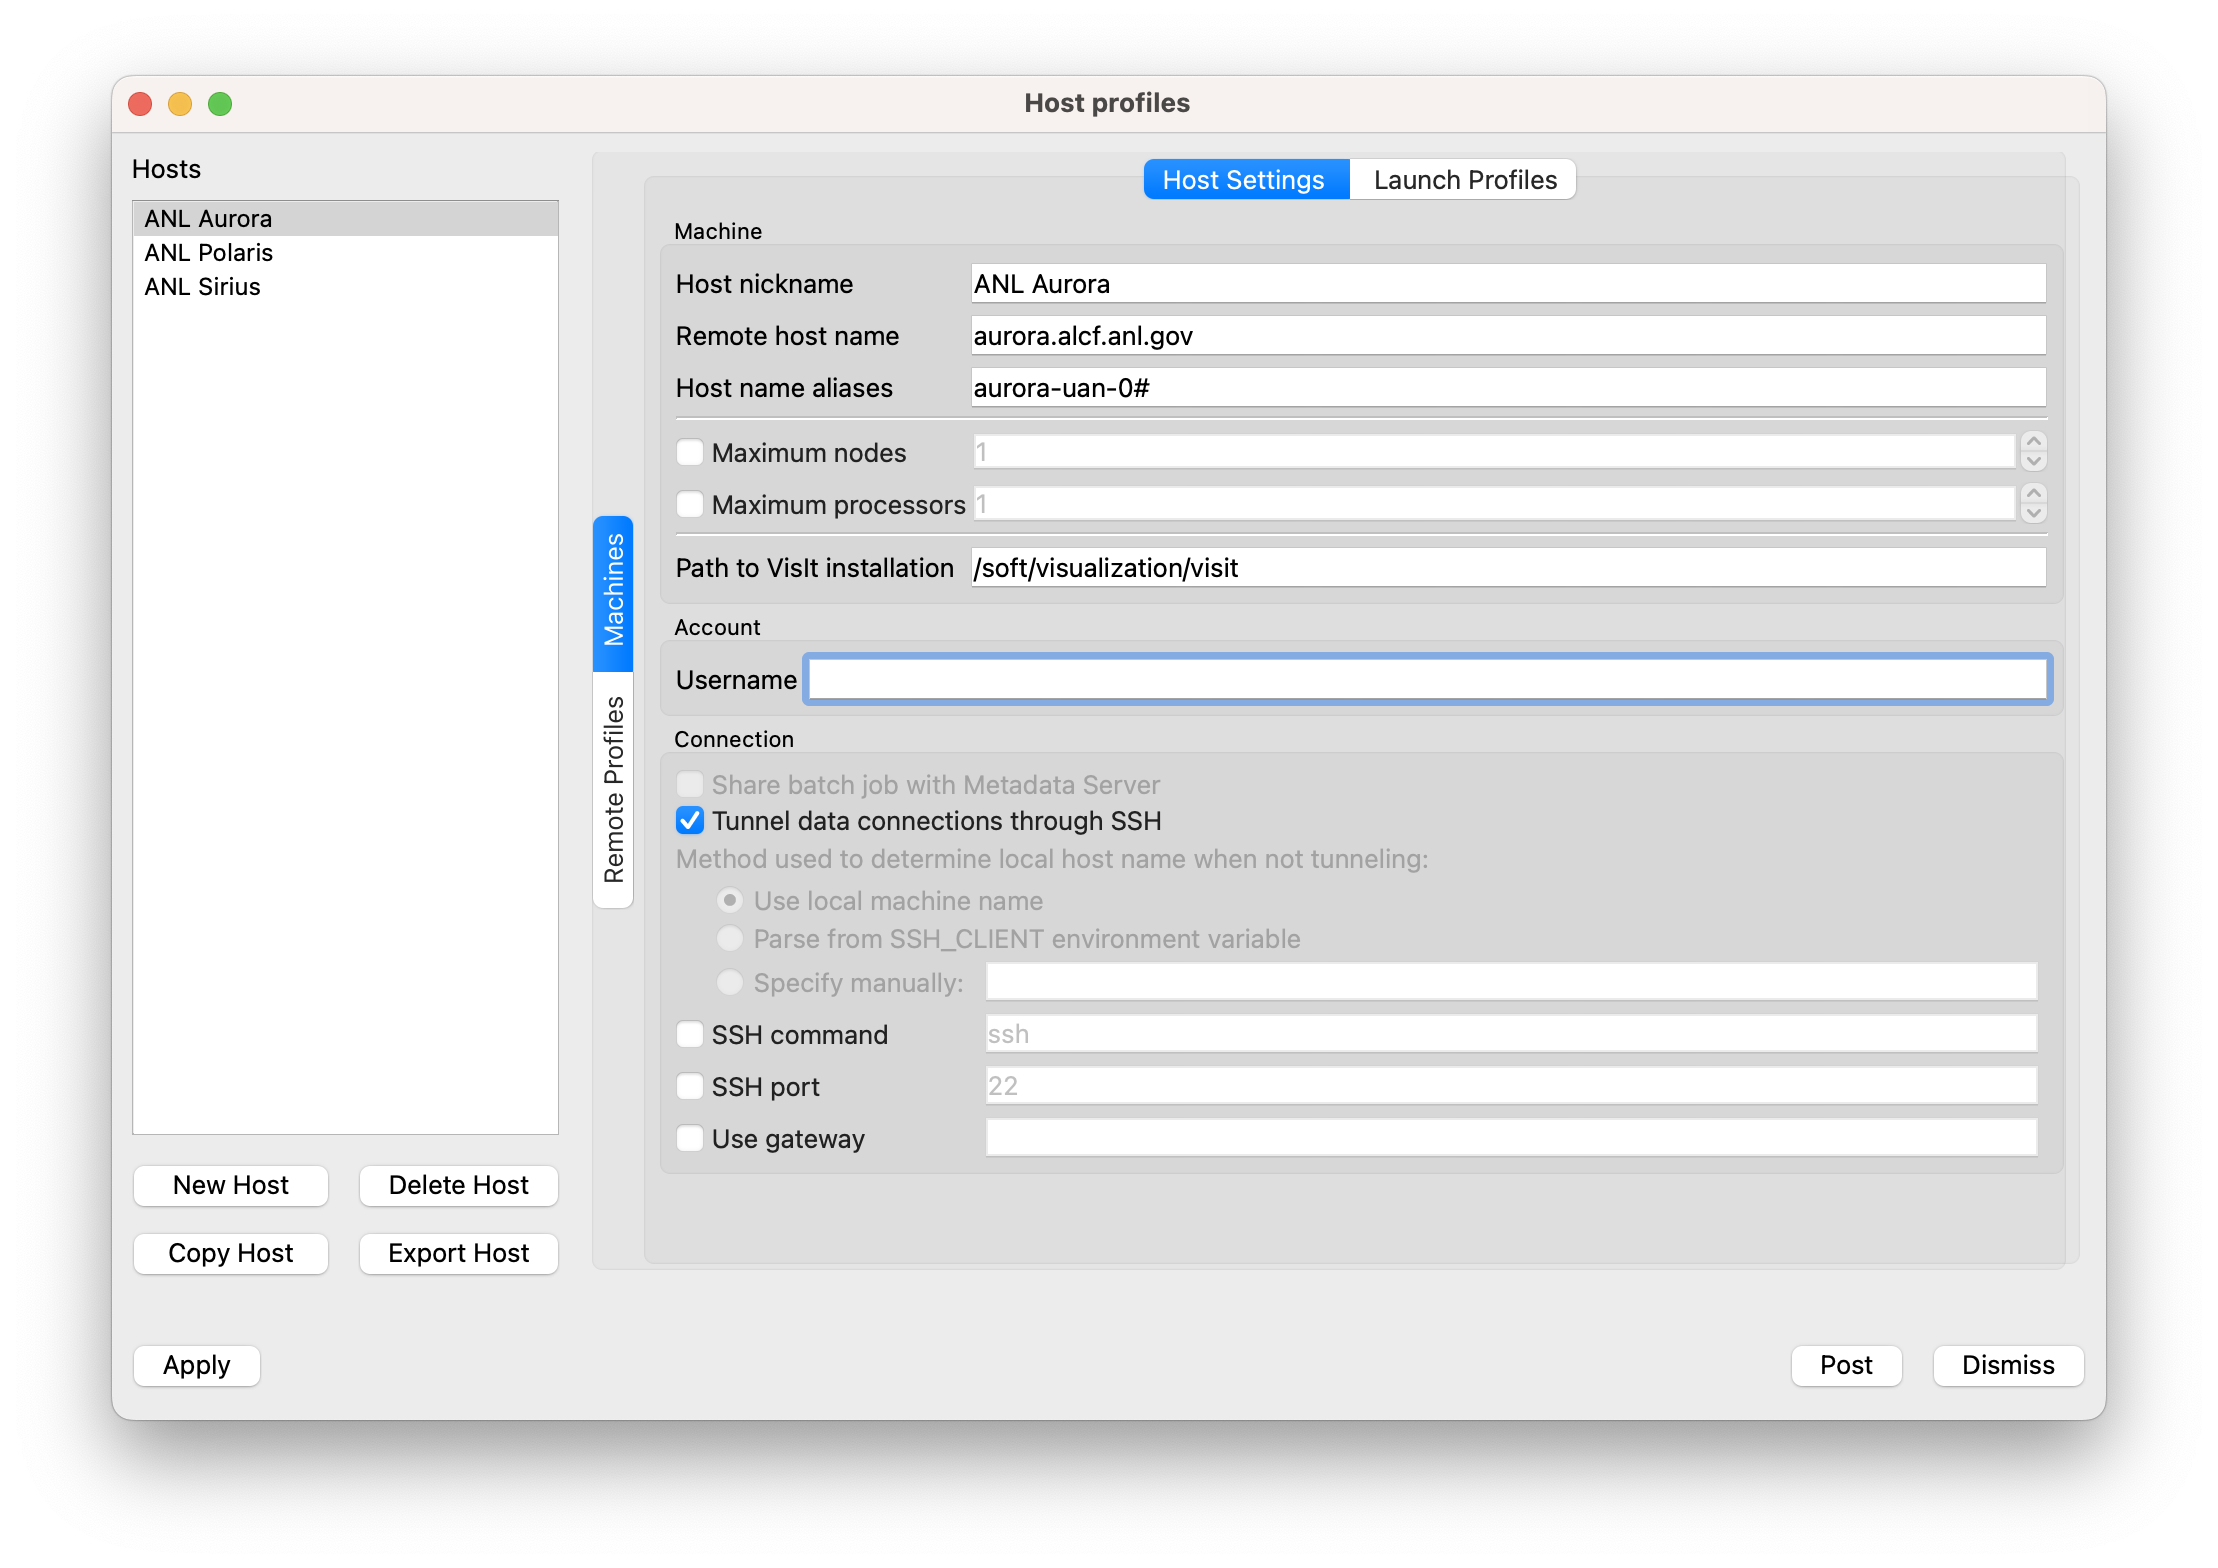 Host profiles
Hosts
ANL Aurora
ANL Polaris
ANL Sirius
New Host
Delete Host
Copy Host
Export Host
Machines
Remote Profiles
Host Settings
Launch Profiles
Machine
Host nickname
ANL Aurora
Remote host name
aurora.alcf.anl.gov
Host name aliases
aurora-uan-0#
Maximum nodes
1
Maximum processors
1
Path to VisIt installation
/soft/visualization/visit
Account
Username
Connection
Share batch job with Metadata Server
Tunnel data connections through SSH
Method used to determine local host name when not tunneling:
Use local machine name
Parse from SSH_CLIENT environment variable
Specify manually:
SSH command
ssh
SSH port
22
Use gateway
Apply
Post
Dismiss